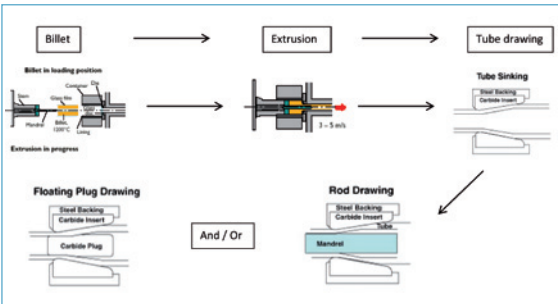 Billet
Extrusion
Tube drawing
Billet in loading position
Container
Die
Stem
Glass film
Mandrel
Billet,
1200°C
Lining
Extrusion in progress
3 – 5 m/s
Tube Sinking
Steel Backing
Carbide Insert
Floating Plug Drawing
Steel Backing
Carbide Insert
Carbide Plug
And / Or
Rod Drawing
Steel Backing
Carbide Insert
Tube
Mandrel